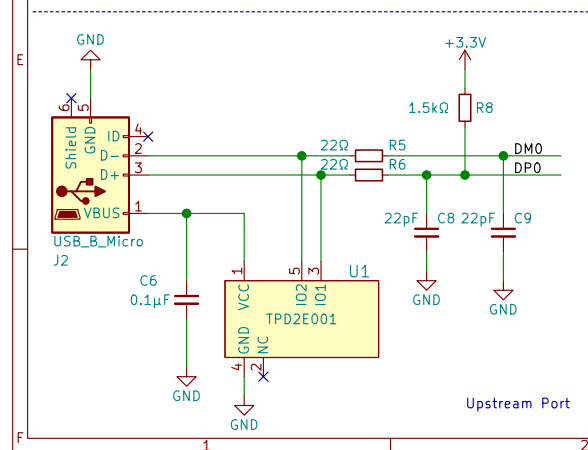 E
GND
+3.3V
6
5
Shield
GND
ID
4
1.5kΩ
R8
D-
2
22Ω
R5
DM0
D+
3
22Ω
R6
DP0
VBUS
1
22pF
C8
22pF
C9
USB_B_Micro
J2
C6
0.1µF
1
5
3
U1
VCC
IO2
IO1
TPD2E001
GND
NC
4
2
GND
GND
GND
GND
Upstream Port
F
1
2